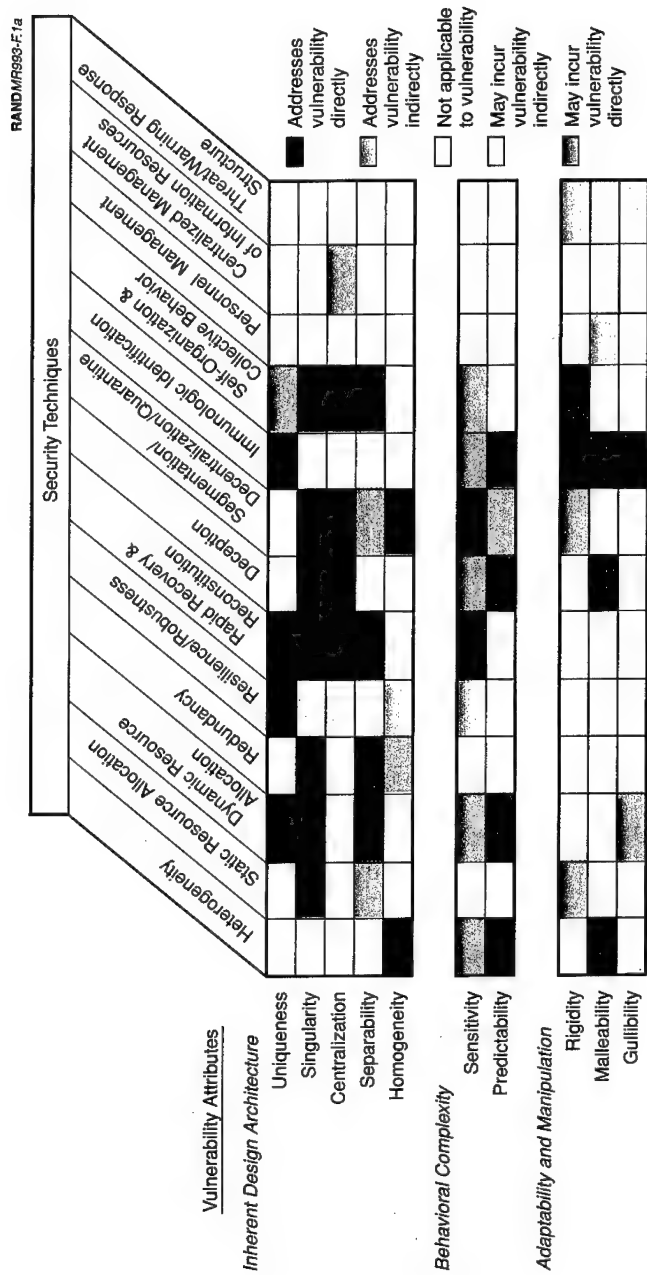 RANDMR993-F.1a
Security Techniques
Heterogeneity
Static Resource Allocation
Dynamic Resource
Allocation
Redundancy
Resilience/Robustness
Rapid Recovery &
Reconstitution
Deception
Segmentation/
Decentralization/Quarantine
Immunologic Identification
Self-Organization &
Collective Behavior
Personnel Management
Centralized Management
of Information Resources
Threat/Warning Response
Structure
Vulnerability Attributes
Inherent Design Architecture
Uniqueness
Singularity
Centralization
Separability
Homogeneity
Behavioral Complexity
Sensitivity
Predictability
Adaptability and Manipulation
Rigidity
Malleability
Gullibility
Addresses
vulnerability
directly
Addresses
vulnerability
indirectly
Not applicable
to vulnerability
May incur
vulnerability
indirectly
May incur
vulnerability
directly